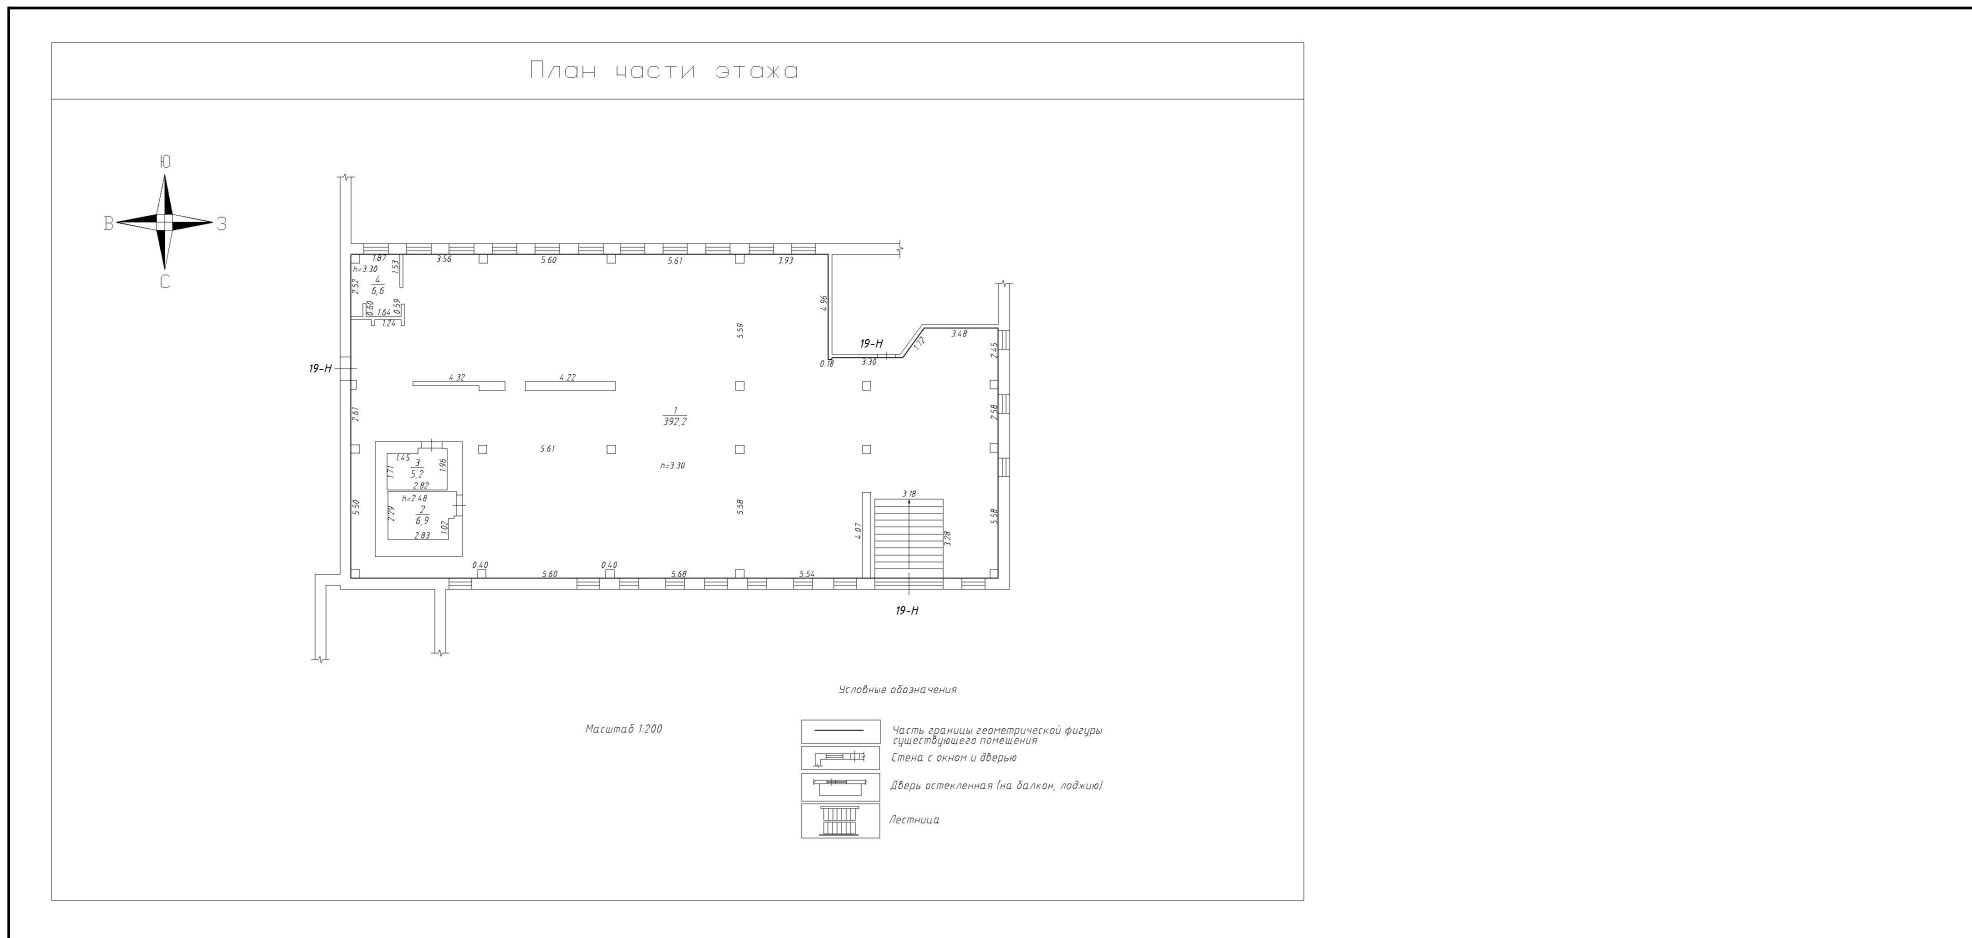 План части этажа
Ю
В
З
С
1.87
3.56
5.60
5.61
3.93
h=3.30
1.53
4
6,6
2.52
0.60
1.64
0.59
1.24
4.96
5.59
19-Н
3.48
1.72
0.18
3.30
2.45
19-Н
4.32
4.22
2.61
1
392,2
2.58
5.61
h=3.30
1.45
3
5,2
1.71
1.96
2.82
h=2.48
2
6,9
2.29
1.02
2.83
5.50
5.58
3.18
4.07
3.28
5.58
0.40
5.60
0.40
5.68
5.54
19-Н
Условные обозначения
Масштаб 1:200
Часть границы геометрической фигуры
существующего помещения
Стена с окном и дверью
Дверь остекленная (на балкон, лоджию)
Лестница